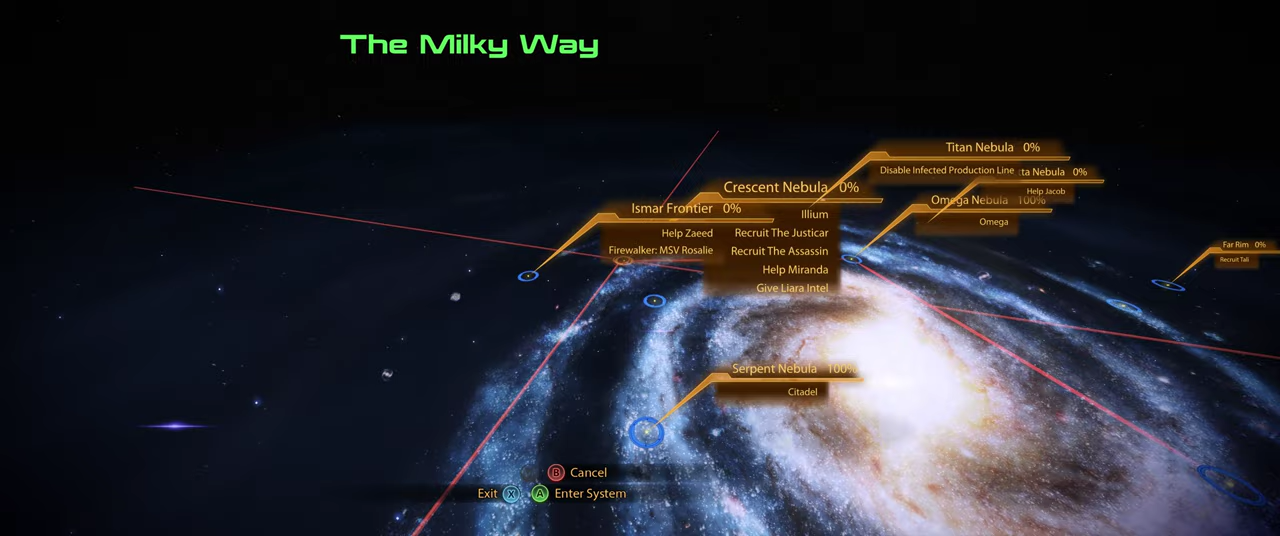 The Milky Way
Titan Nebula 0%
Disable Infected Production Line
ta Nebula 0%
Help Jacob
Crescent Nebula 0%
Illium
Recruit The Justicar
Recruit The Assassin
Help Miranda
Give Liara Intel
Omega Nebula 100%
Omega
Ismar Frontier 0%
Help Zaeed
Firewalker: MSV Rosalie
Far Rim 0%
Recruit Tali
Serpent Nebula 100%
Citadel
B Cancel
Exit X A Enter System